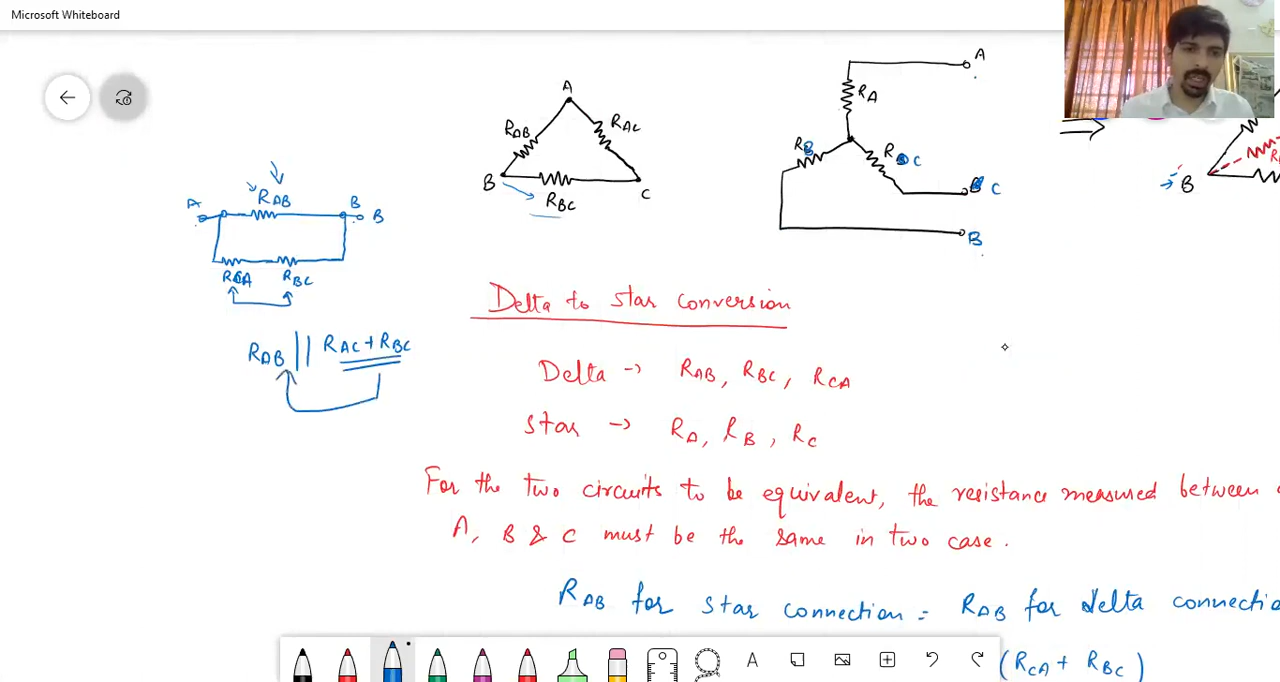 Microsoft Whiteboard
A
RAB
RAC
B
RBC
C
A
RA
RB
R C
C
B
B
RAB
A
B
B
RCA RBC
RAB || RAC + RBC
Delta to star conversion
Delta → RAB, RBC, RCA
Star → RA, RB, RC
For the two circuits to be equivalent, the resistance measured between
A, B & C must be the same in two case.
RAB for star connection = RAB for delta connectio
(RCA + RBC)
A